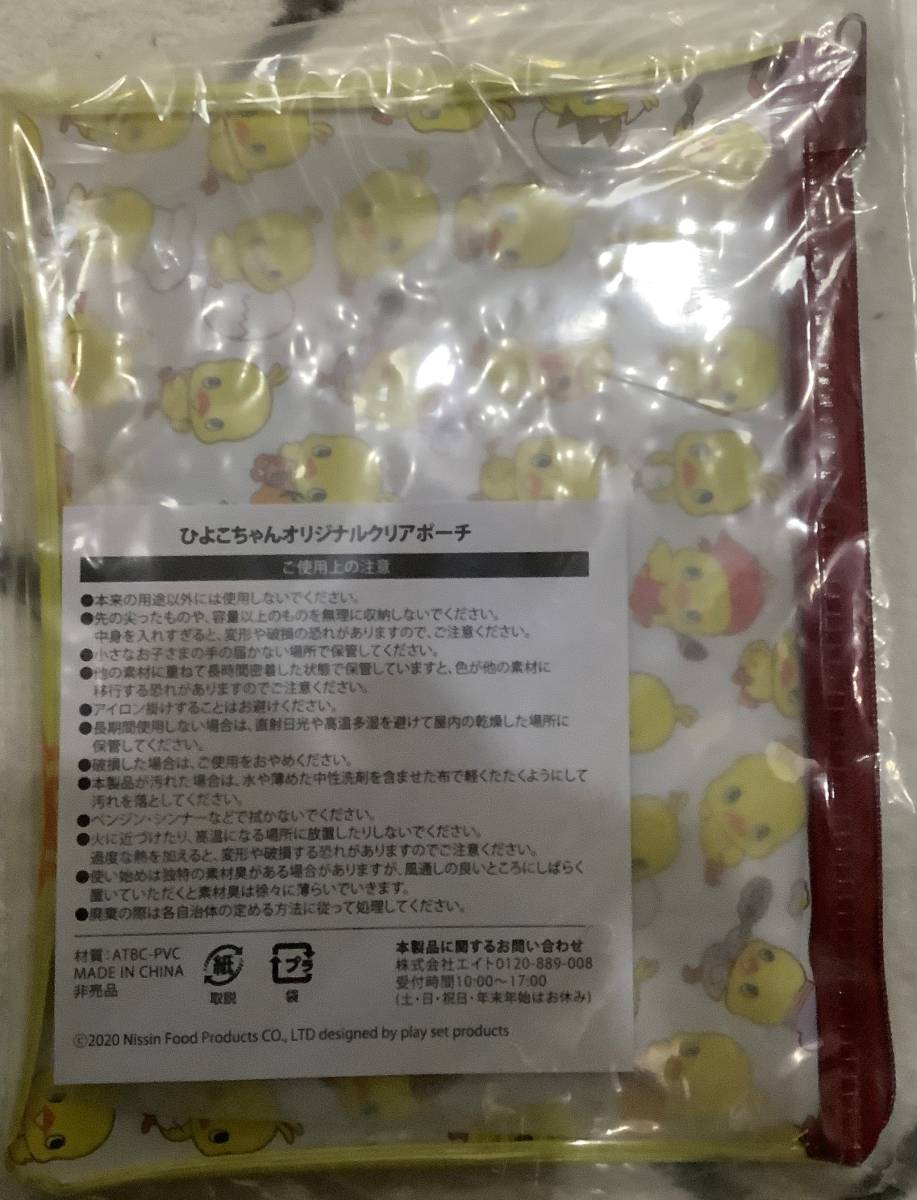 ひよこちゃんオリジナルクリアポーチ
ご使用上の注意
●本来の用途以外には使用しないでください。
●先の尖ったものや、容量以上のものを無理に収納しないでください。
中身を入れすぎると、変形や破損の恐れがありますので、ご注意ください。
●小さなお子さまの手の届かない場所で保管してください。
●他の素材に重ねて長時間密着した状態で保管していますと、色が他の素材に
移行する恐れがありますのでご注意ください。
●アイロン掛けすることはお避けください。
●長期間使用しない場合は、直射日光や高温多湿を避けて屋内の乾燥した場所に
保管してください。
●破損した場合は、ご使用をおやめください。
●本製品が汚れた場合は、水や薄めた中性洗剤を含ませた布で軽くたたくようにして
汚れを落としてください。
●ベンジン・シンナーなどで拭かないでください。
●火に近づけたり、高温になる場所に放置したりしないでください。
過度な熱を加えると、変形や破損する恐れがありますのでご注意ください。
●使い始めは独特の素材臭がある場合がありますが、風通しの良いところにしばらく
置いていただくと素材臭は徐々に薄らいでいきます。
●廃棄の際は各自治体の定める方法に従って処理してください。
材質:ATBC-PVC
MADE IN CHINA
非売品
紙
取説
プラ
袋
本製品に関するお問い合わせ
株式会社エイト0120-889-008
受付時間10:00～17:00
(土・日・祝日・年末年始はお休み)
©2020 Nissin Food Products CO., LTD designed by play set products